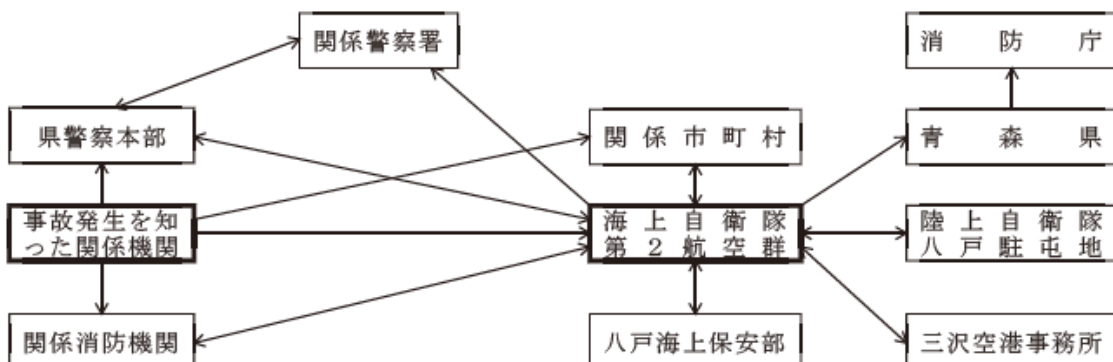 関係警察署
消防庁
県警察本部
関係市町村
青森県
事故発生を知
った関係機関
海上自衛隊
第2航空群
陸上自衛隊
八戸駐屯地
関係消防機関
八戸海上保安部
三沢空港事務所